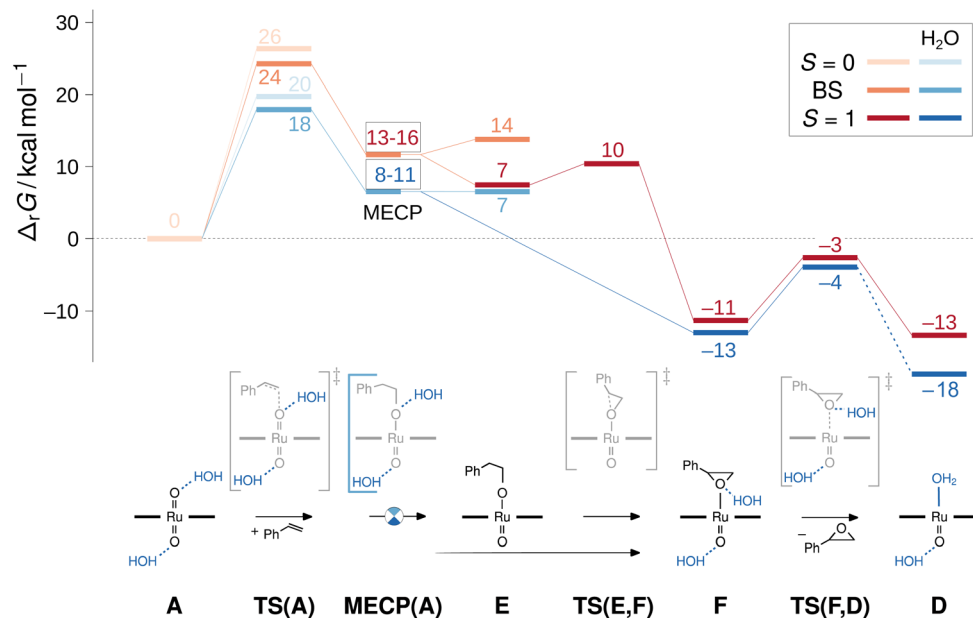 30
20
10
0
−10
ΔrG / kcal mol−1
H2O
S = 0
BS
S = 1
0
26
24
20
18
13-16
8-11
MECP
14
7
7
10
−11
−13
−3
−4
−13
−18
Ph
HOH
O
Ru
O
HOH
‡
Ph
O
HOH
Ru
O
HOH
Ph
O
Ru
O
‡
Ph
O
HOH
Ru
O
HOH
‡
HOH
O
Ru
O
HOH
+ Ph
Ph
O
Ru
O
Ph
O
HOH
Ru
O
HOH
− Ph
O
OH2
Ru
O
HOH
A
TS(A)
MECP(A)
E
TS(E,F)
F
TS(F,D)
D